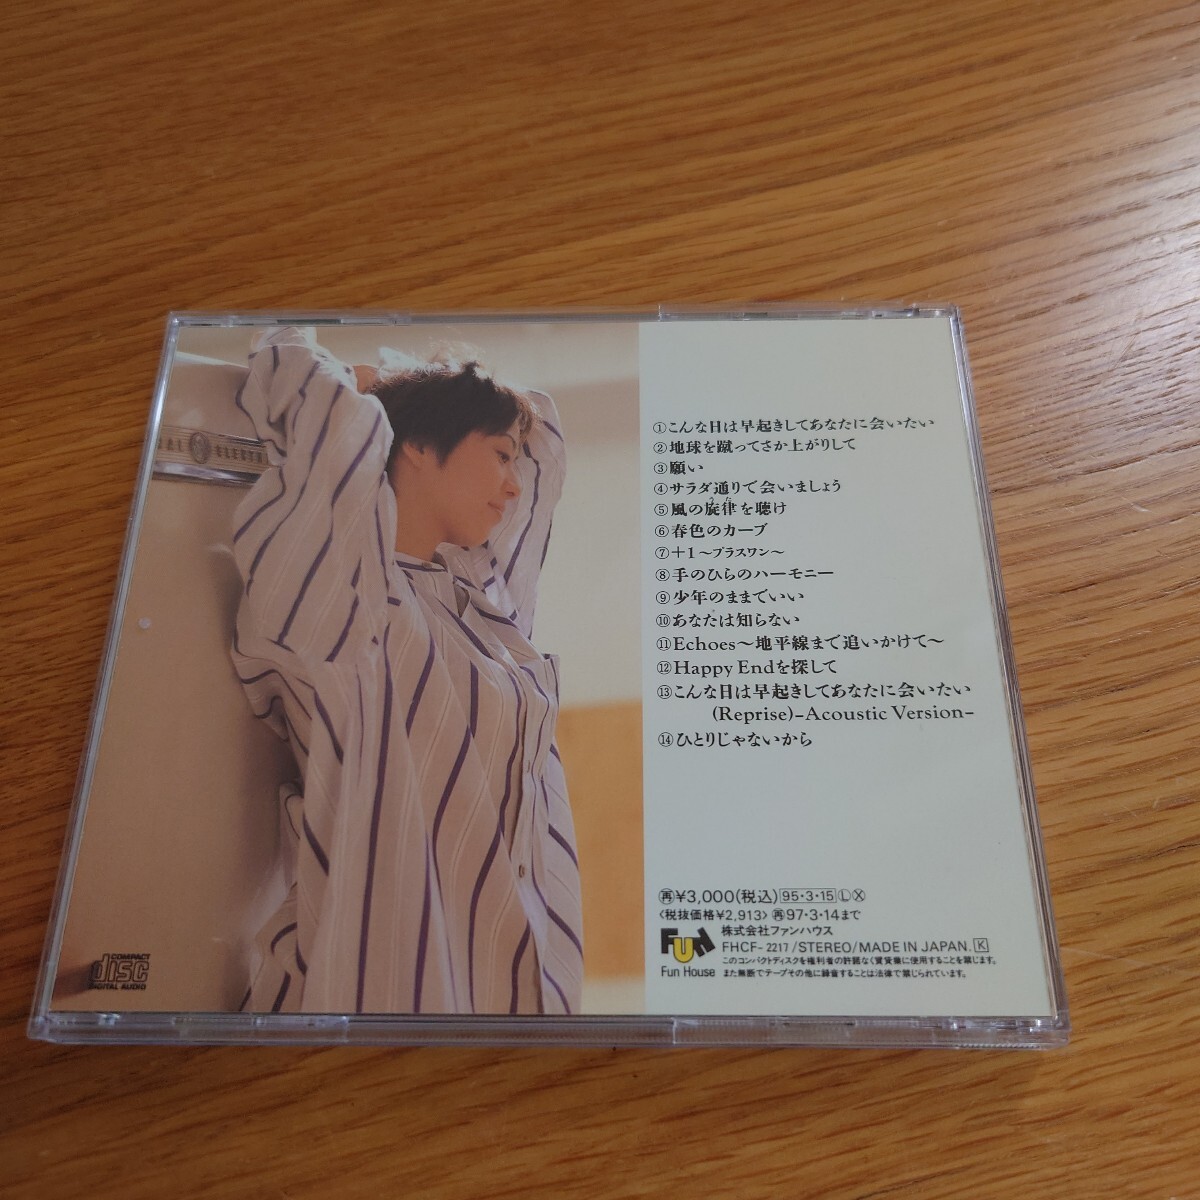 ①こんな日は早起きしてあなたに会いたい
②地球を蹴ってさか上がりして
③願い
④サラダ通りで会いましょう
⑤風の旋律を聴け
うた
⑥春色のカーブ
⑦+1～プラスワン～
⑧手のひらのハーモニー
⑨少年のままでいい
⑩あなたは知らない
⑪Echoes～地平線まで追いかけて～
⑫Happy Endを探して
⑬こんな日は早起きしてあなたに会いたい
(Reprise)-Acoustic Version-
⑭ひとりじゃないから
再¥3,000(税込)95・3・15ⓁⓍ
〈税抜価格¥2,913〉再97・3・14まで
Fun
Fun House
株式会社ファンハウス
FHCF-2217/STEREO/MADE IN JAPAN.K
このコンパクトディスクを権利者の許諾なく賃貸業に使用することを禁じます。
また無断でテープその他に録音することは法律で禁じられています。
COMPACT
disc
DIGITAL AUDIO
ELECTR